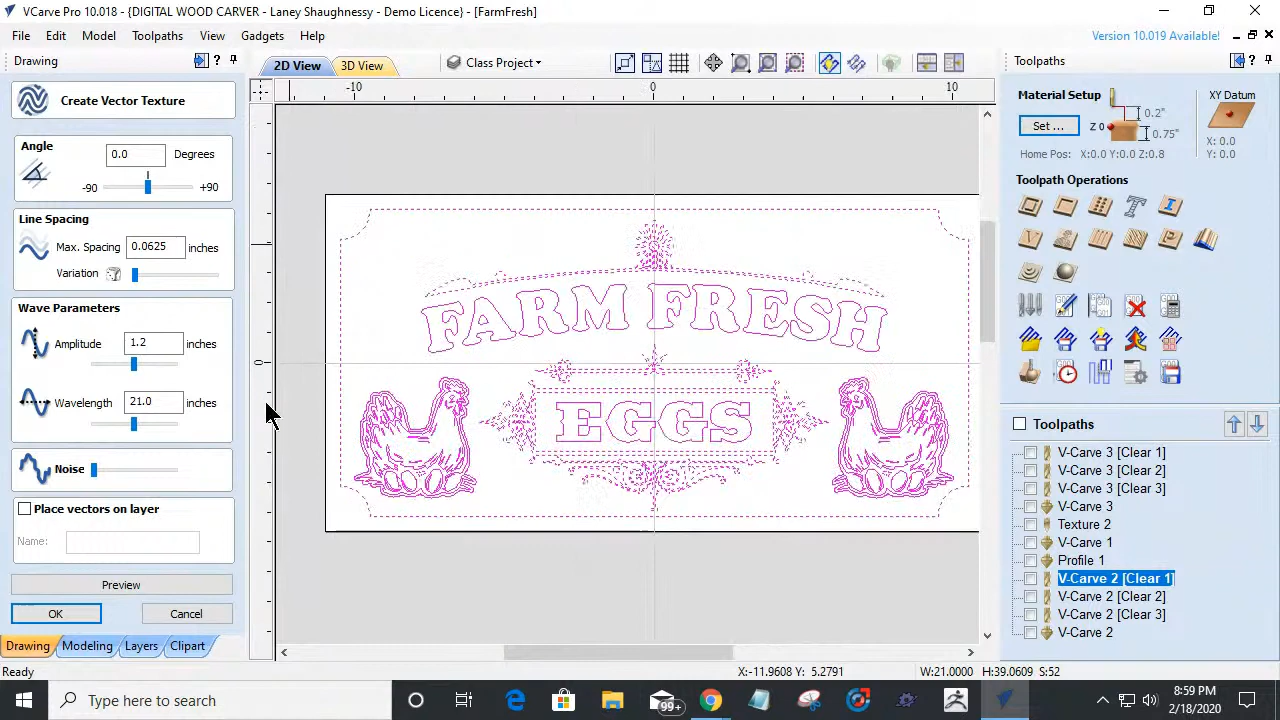 VCarve Pro 10.018 - {DIGITAL WOOD CARVER - Laney Shaughnessy - Demo Licence} - [FarmFresh]
File Edit Model Toolpaths View Gadgets Help Version 10.019 Available!
Drawing ? 2D View 3D View Class Project Toolpaths ?
Create Vector Texture
-10 0 10
Angle
0.0 Degrees
-90 +90
Line Spacing
Max. Spacing 0.0625 inches
Variation
Wave Parameters
Amplitude 1.2 inches
Wavelength 21.0 inches
Noise
Place vectors on layer
Name:
Preview
OK Cancel
Drawing Modeling Layers Clipart
0
FARM FRESH
EGGS
Material Setup
Set ...
Z 0
0.2"
0.75"
XY Datum
X: 0.0
Y: 0.0
Home Pos: X:0.0 Y:0.0 Z:0.8
Toolpath Operations
Toolpaths
V-Carve 3 [Clear 1]
V-Carve 3 [Clear 2]
V-Carve 3 [Clear 3]
V-Carve 3
Texture 2
V-Carve 1
Profile 1
V-Carve 2 [Clear 1]
V-Carve 2 [Clear 2]
V-Carve 2 [Clear 3]
V-Carve 2
Ready X:-11.9608 Y: 5.2791 W:21.0000 H:39.0609 S:52
Type here to search
99+
8:59 PM
2/18/2020